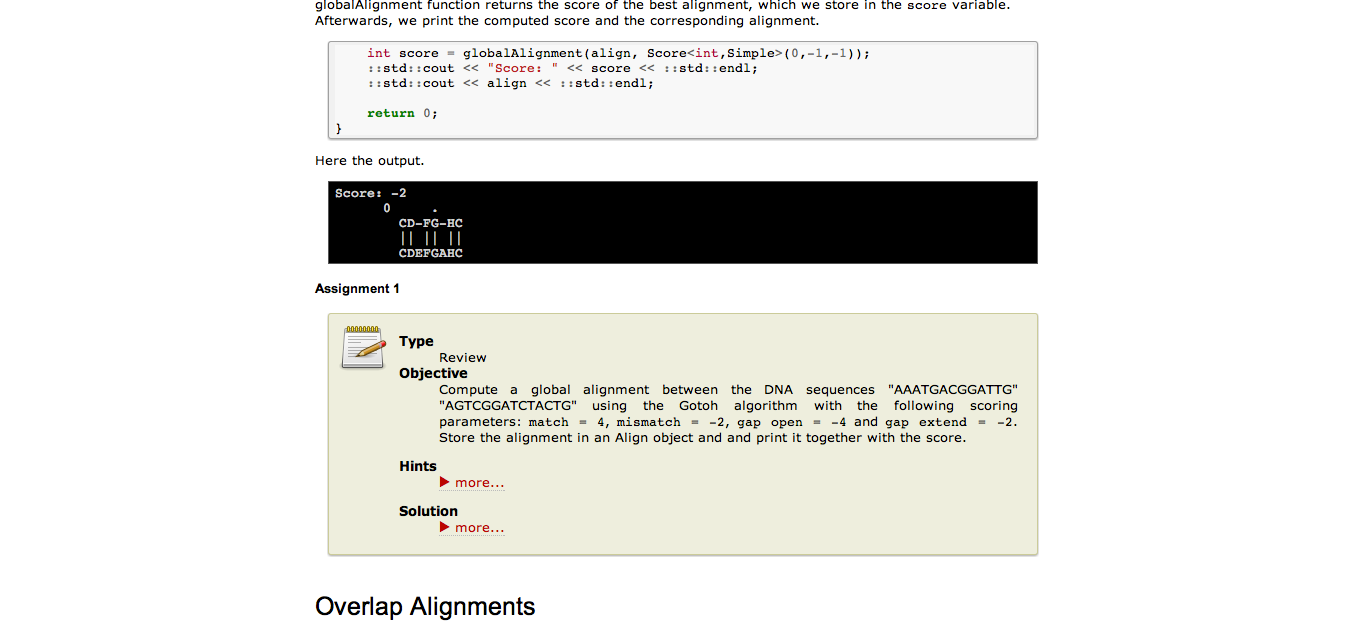 globalAlignment function returns the score of the best alignment, which we store in the score variable.
Afterwards, we print the computed score and the corresponding alignment.
int score = globalAlignment(align, Score<int,Simple>(0,-1,-1));
::std::cout << "Score: " << score << ::std::endl;
::std::cout << align << ::std::endl;
return 0;
}
Here the output.
Score: -2
0     .
CD-FG-HC
|| || ||
CDEFGAHC
Assignment 1
Type
Review
Objective
Compute a global alignment between the DNA sequences "AAATGACGGATTG"
"AGTCGGATCTACTG" using the Gotoh algorithm with the following scoring
parameters: match = 4, mismatch = -2, gap open = -4 and gap extend = -2.
Store the alignment in an Align object and and print it together with the score.
Hints
more...
Solution
more...
Overlap Alignments